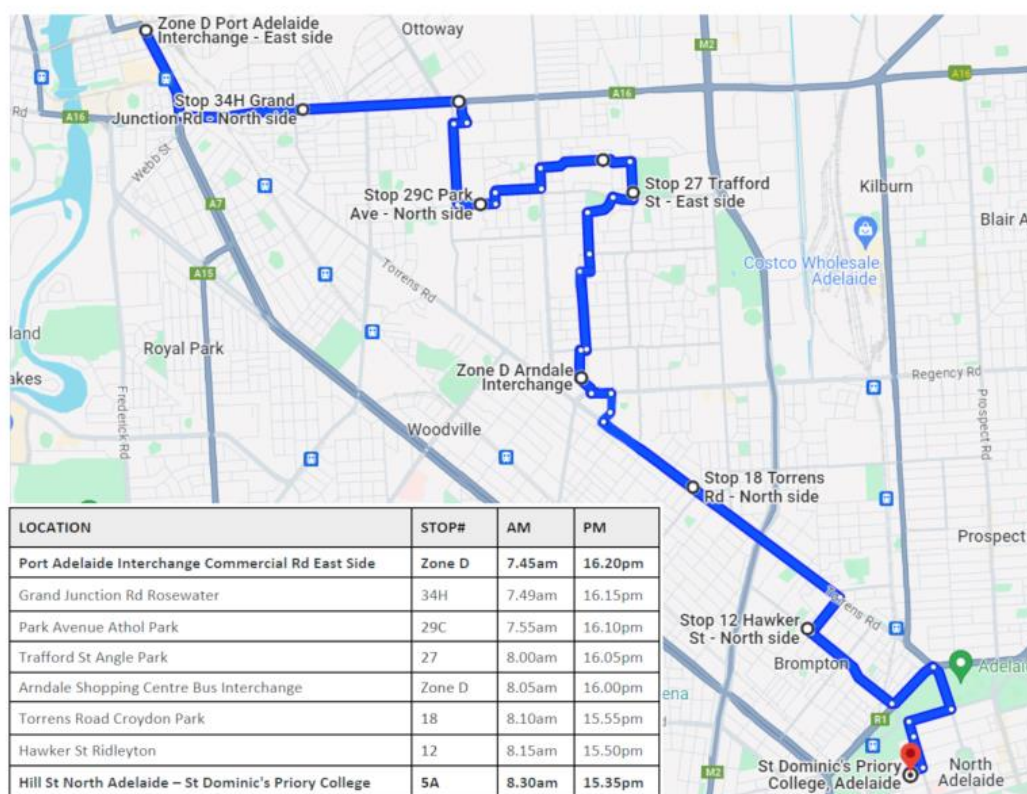 Zone D Port Adelaide
Interchange - East side
Ottoway
M2
A16
Stop 34H Grand
Junction Rd - North side
A16
A16
Rd
Webb St
A7
Stop 29C Park
Ave - North side
Stop 27 Trafford
St - East side
Kilburn
Blair A
Costco Wholesale
Adelaide
Torrens Rd
A15
land
Royal Park
akes
Zone D Arndale
Interchange
Regency Rd
Frederick Rd
Woodville
Prospect Rd
Stop 18 Torrens
Rd - North side
Prospect
Stop 12 Hawker
St - North side
Brompton
Adelai
ena
R1
M2
St Dominic's Priory
College, Adelaide
North
Adelaide
LOCATION STOP# AM PM
Port Adelaide Interchange Commercial Rd East Side Zone D 7.45am 16.20pm
Grand Junction Rd Rosewater 34H 7.49am 16.15pm
Park Avenue Athol Park 29C 7.55am 16.10pm
Trafford St Angle Park 27 8.00am 16.05pm
Arndale Shopping Centre Bus Interchange Zone D 8.05am 16.00pm
Torrens Road Croydon Park 18 8.10am 15.55pm
Hawker St Ridleyton 12 8.15am 15.50pm
Hill St North Adelaide – St Dominic's Priory College 5A 8.30am 15.35pm